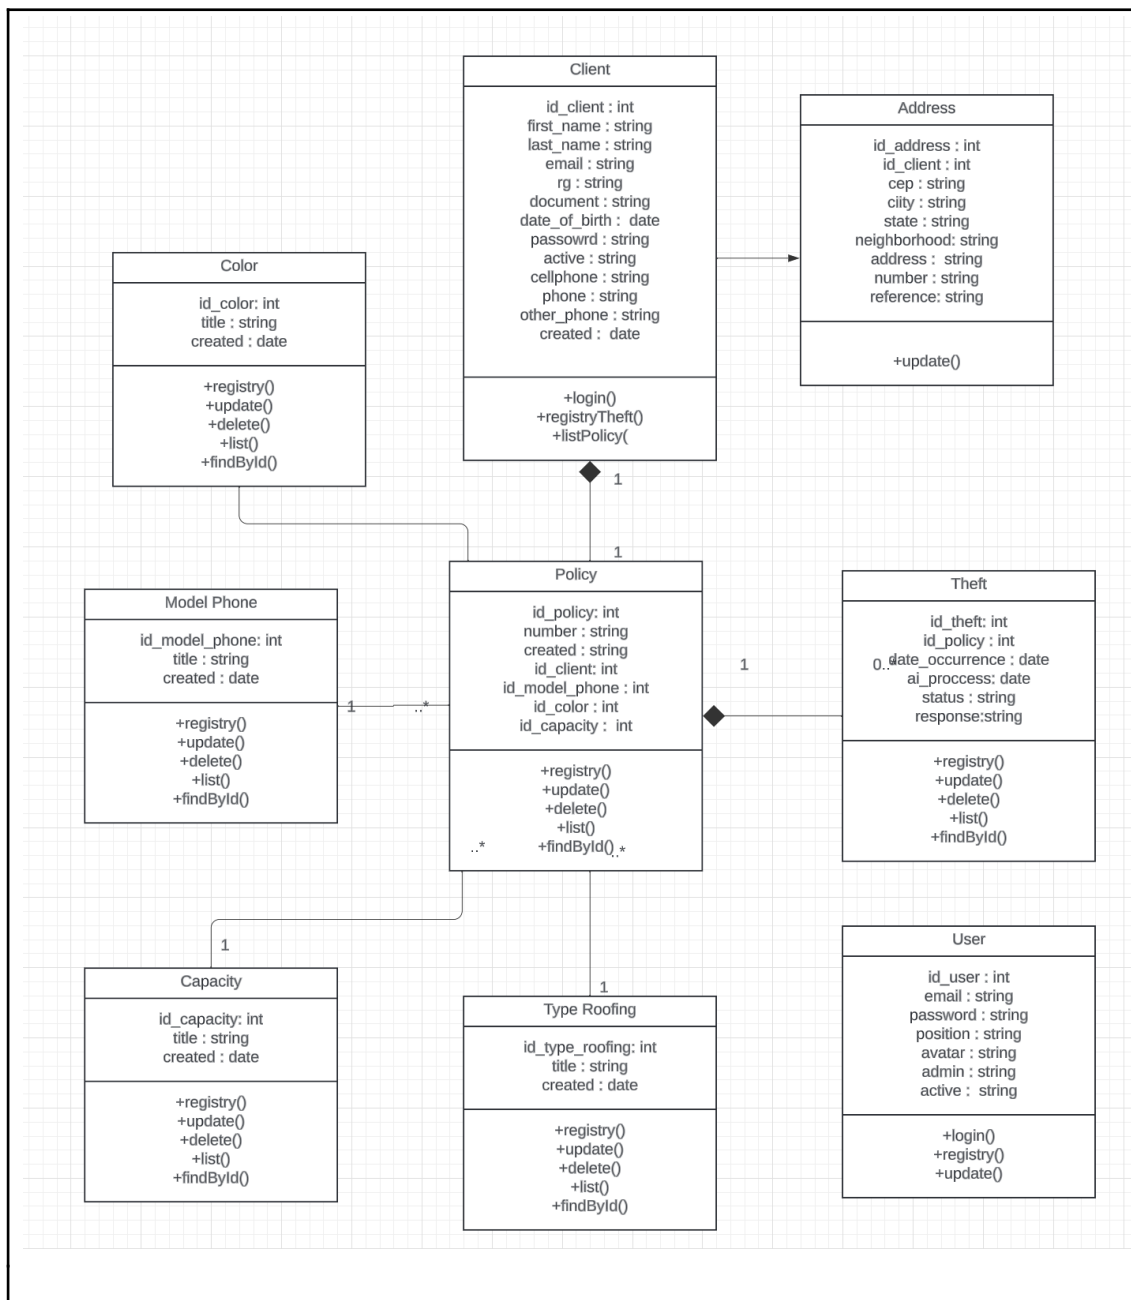 Client
id_client : int
first_name : string
last_name : string
email : string
rg : string
document : string
date_of_birth :  date
passowrd : string
active : string
cellphone : string
phone : string
other_phone : string
created :  date
+login()
+registryTheft()
+listPolicy(
Address
id_address : int
id_client : int
cep : string
ciity : string
state : string
neighborhood: string
address :  string
number : string
reference: string
+update()
Color
id_color: int
title : string
created : date
+registry()
+update()
+delete()
+list()
+findById()
1
1
Model Phone
id_model_phone: int
title : string
created : date
+registry()
+update()
+delete()
+list()
+findById()
1
..*
Policy
id_policy: int
number : string
created : string
id_client: int
id_model_phone : int
id_color : int
id_capacity :  int
+registry()
+update()
+delete()
+list()
+findById()
..*
..*
1
0..*
Theft
id_theft: int
id_policy : int
date_occurrence : date
ai_proccess: date
status : string
response:string
+registry()
+update()
+delete()
+list()
+findById()
1
Capacity
id_capacity: int
title : string
created : date
+registry()
+update()
+delete()
+list()
+findById()
1
Type Roofing
id_type_roofing: int
title : string
created : date
+registry()
+update()
+delete()
+list()
+findById()
User
id_user : int
email : string
password : string
position : string
avatar : string
admin : string
active :  string
+login()
+registry()
+update()